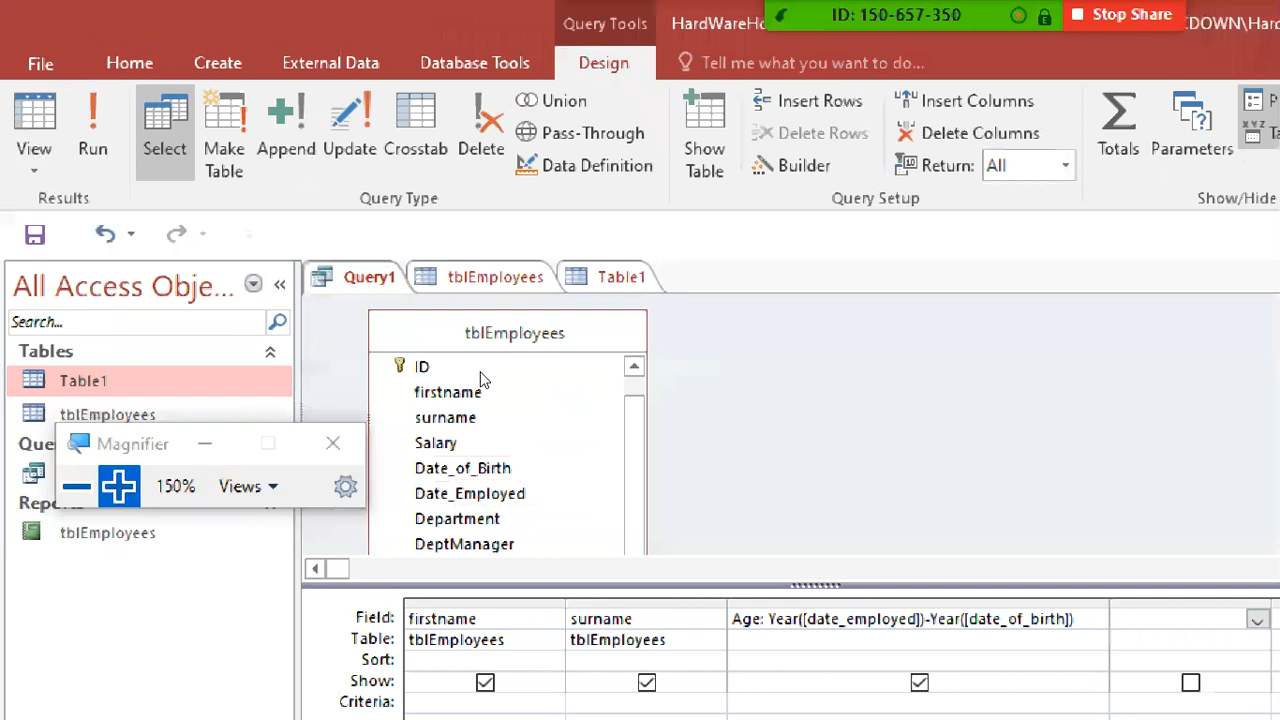 Query Tools
HardWareHo
ID: 150-657-350
Stop Share
KDOWN\Har
File
Home
Create
External Data
Database Tools
Design
Tell me what you want to do...
View
Run
Select
Make Table
Append
Update
Crosstab
Delete
Union
Pass-Through
Data Definition
Show Table
Insert Rows
Delete Rows
Builder
Insert Columns
Delete Columns
Return: All
Totals
Parameters
P
Ta
Results
Query Type
Query Setup
Show/Hide
All Access Obje...
Search...
Tables
Table1
tblEmployees
Que
Magnifier
150%
Views
Repo
tblEmployees
Query1
tblEmployees
Table1
tblEmployees
ID
firstname
surname
Salary
Date_of_Birth
Date_Employed
Department
DeptManager
Field: firstname surname Age: Year([date_employed])-Year([date_of_birth])
Table: tblEmployees tblEmployees
Sort:
Show:
Criteria: